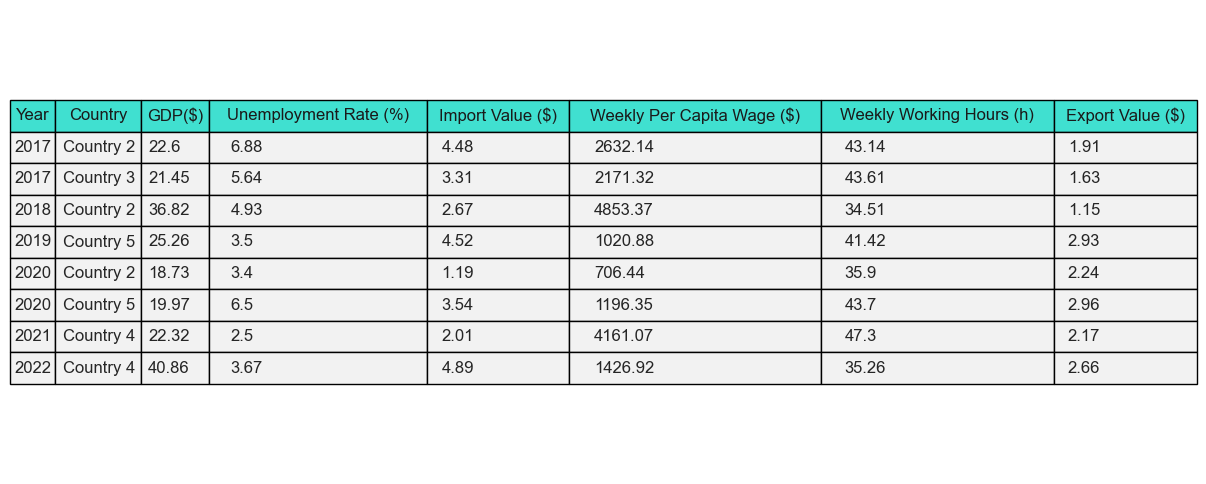 Year Country GDP($) Unemployment Rate (%) Import Value ($) Weekly Per Capita Wage ($) Weekly Working Hours (h) Export Value ($)
2017 Country 2 22.6 6.88 4.48 2632.14 43.14 1.91
2017 Country 3 21.45 5.64 3.31 2171.32 43.61 1.63
2018 Country 2 36.82 4.93 2.67 4853.37 34.51 1.15
2019 Country 5 25.26 3.5 4.52 1020.88 41.42 2.93
2020 Country 2 18.73 3.4 1.19 706.44 35.9 2.24
2020 Country 5 19.97 6.5 3.54 1196.35 43.7 2.96
2021 Country 4 22.32 2.5 2.01 4161.07 47.3 2.17
2022 Country 4 40.86 3.67 4.89 1426.92 35.26 2.66